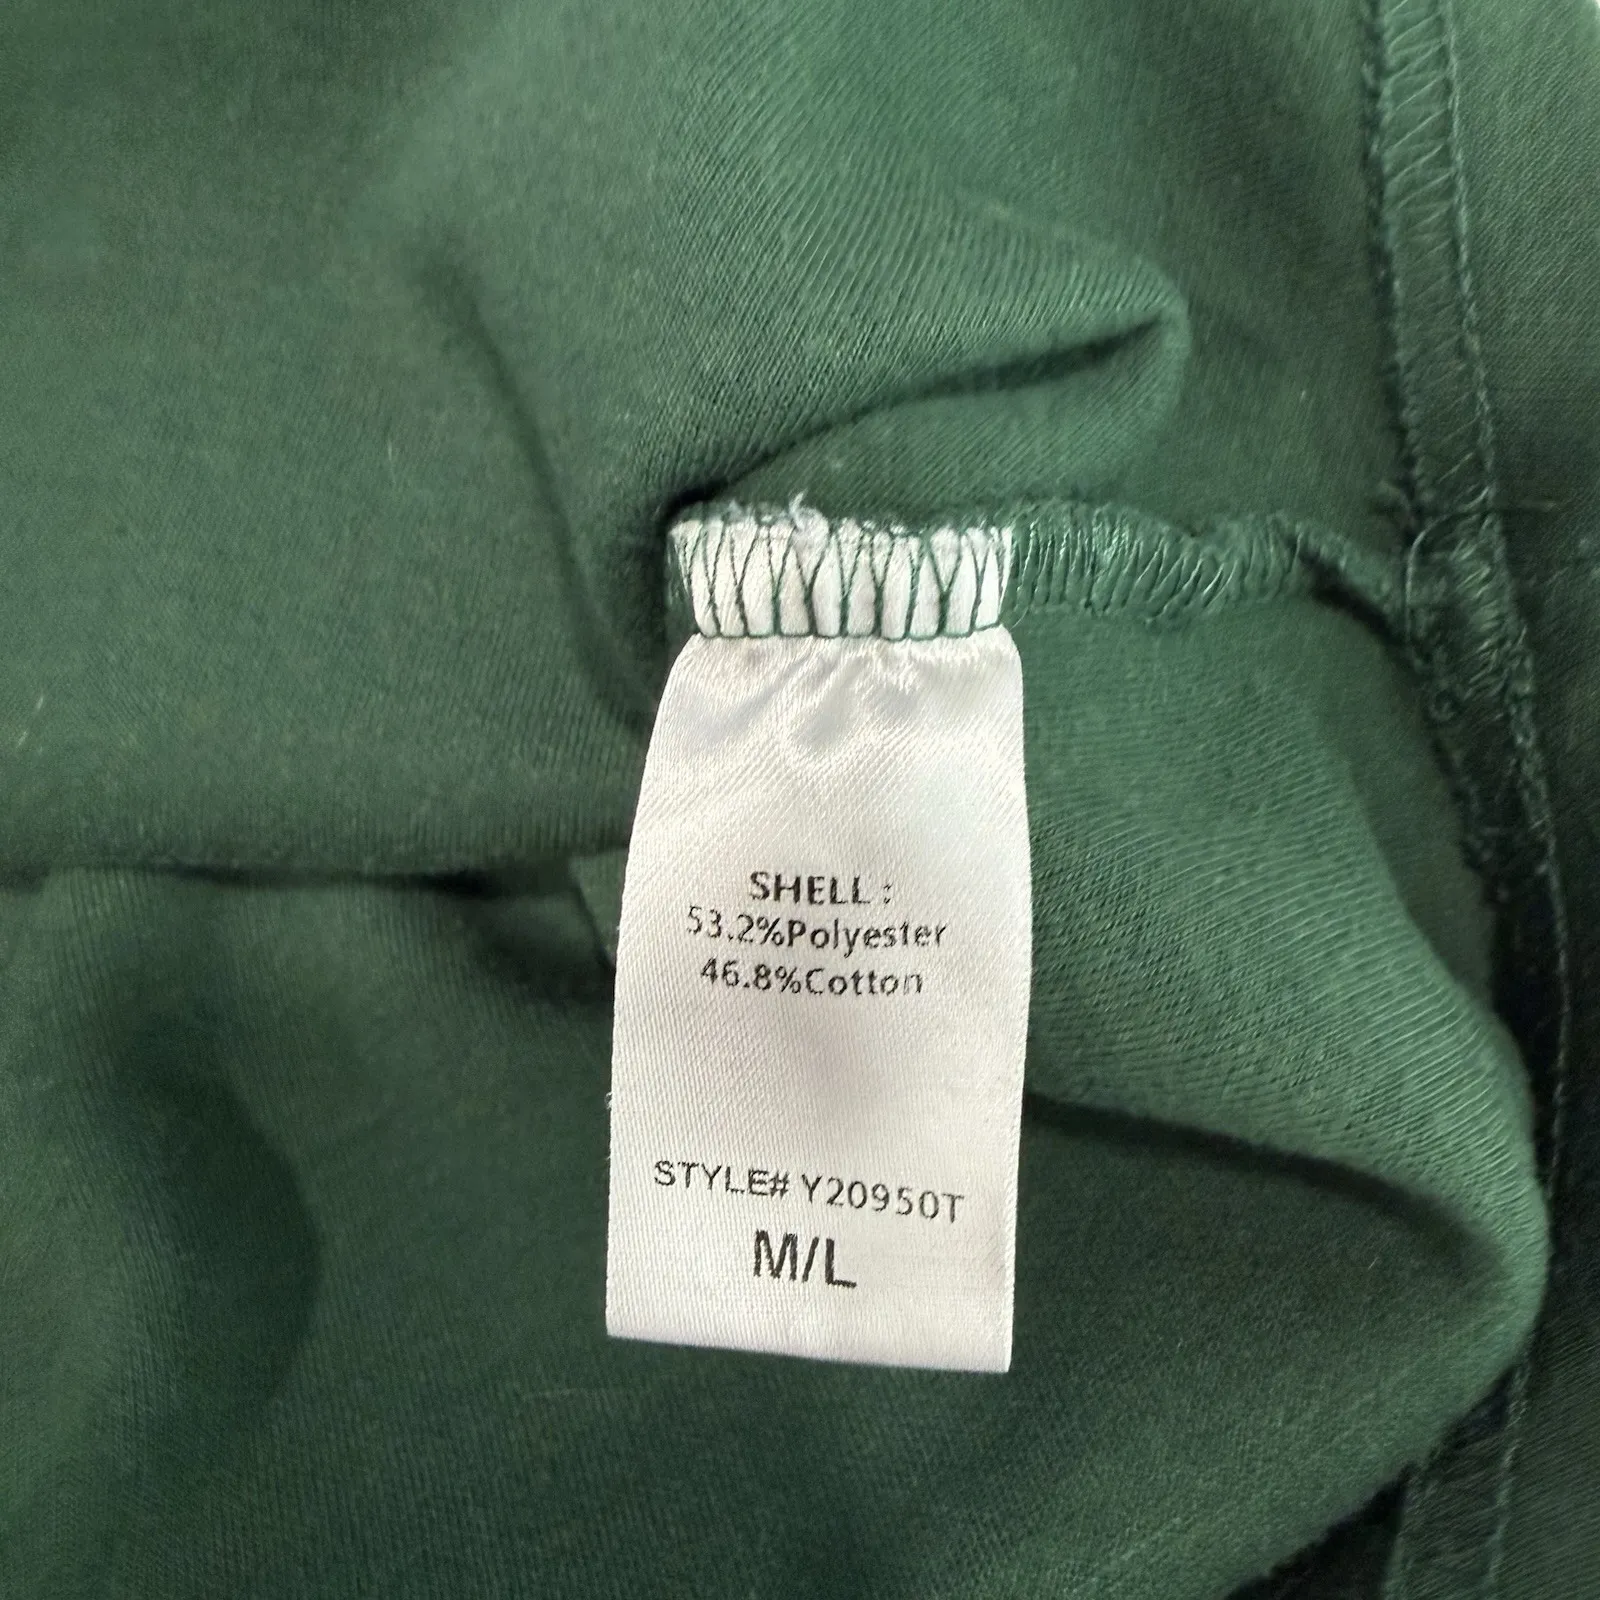 SHELL :
53.2%Polyester
46.8%Cotton
STYLE# Y20950T
M/L